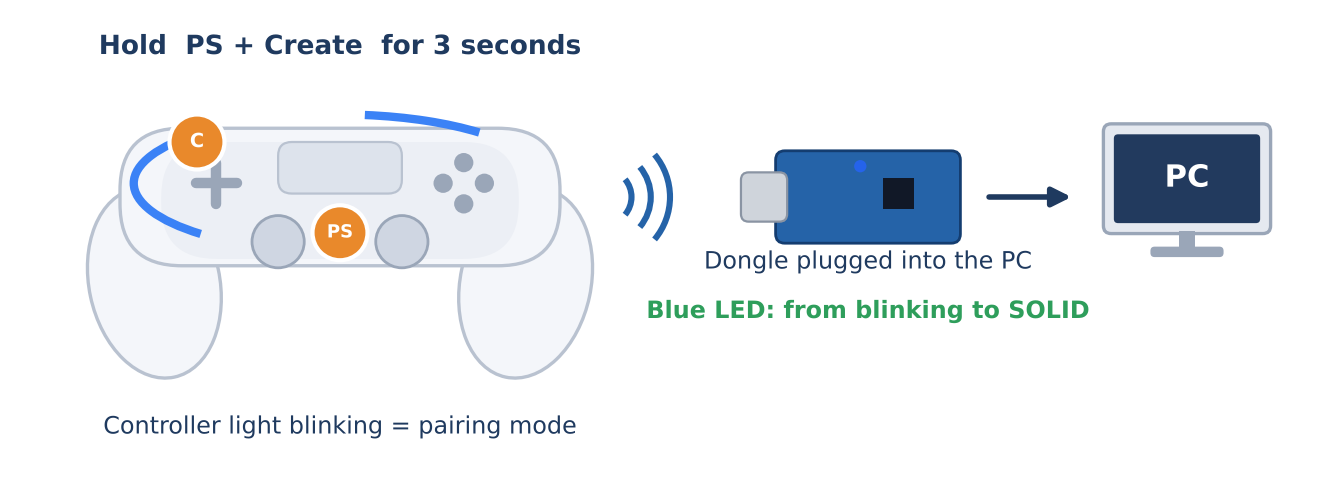 Hold PS + Create for 3 seconds
C
PS
PC
Dongle plugged into the PC
Blue LED: from blinking to SOLID
Controller light blinking = pairing mode